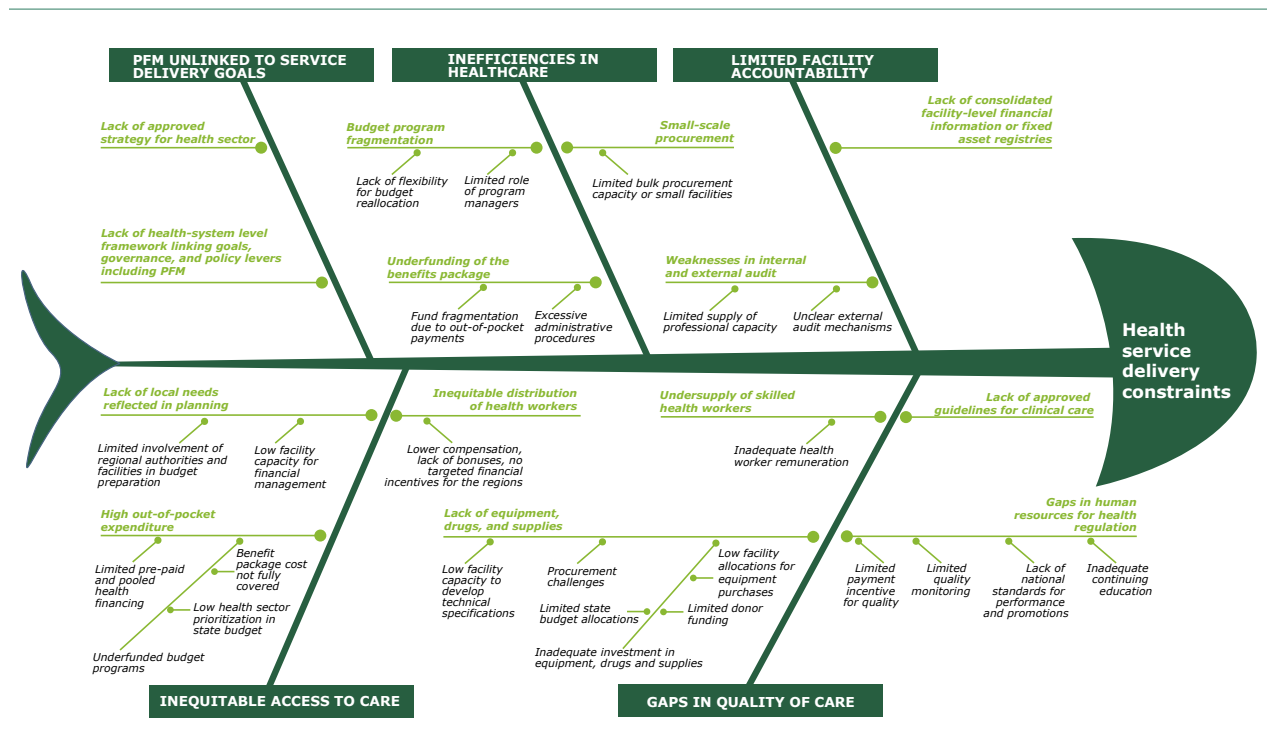 PFM UNLINKED TO SERVICE
DELIVERY GOALS
INEFFICIENCIES IN
HEALTHCARE
LIMITED FACILITY
ACCOUNTABILITY
Lack of approved
strategy for health sector
Budget program
fragmentation
Lack of flexibility
for budget
reallocation
Limited role
of program
managers
Small-scale
procurement
Limited bulk procurement
capacity or small facilities
Lack of consolidated
facility-level financial
information or fixed
asset registries
Lack of health-system level
framework linking goals,
governance, and policy levers
including PFM
Underfunding of the
benefits package
Fund fragmentation
due to out-of-pocket
payments
Excessive
administrative
procedures
Weaknesses in internal
and external audit
Limited supply of
professional capacity
Unclear external
audit mechanisms
Health
service
delivery
constraints
Lack of local needs
reflected in planning
Limited involvement of
regional authorities and
facilities in budget
preparation
Low facility
capacity for
financial
management
Inequitable distribution
of health workers
Lower compensation,
lack of bonuses, no
targeted financial
incentives for the regions
Undersupply of skilled
health workers
Inadequate health
worker remuneration
Lack of approved
guidelines for clinical care
High out-of-pocket
expenditure
Limited pre-paid
and pooled
health
financing
Benefit
package cost
not fully
covered
Low health sector
prioritization in
state budget
Underfunded budget
programs
Lack of equipment,
drugs, and supplies
Low facility
capacity to
develop
technical
specifications
Procurement
challenges
Low facility
allocations for
equipment
purchases
Limited state
budget allocations
Limited donor
funding
Inadequate investment in
equipment, drugs and supplies
Gaps in human
resources for health
regulation
Limited
payment
incentive
for quality
Limited
quality
monitoring
Lack of
national
standards for
performance
and promotions
Inadequate
continuing
education
INEQUITABLE ACCESS TO CARE
GAPS IN QUALITY OF CARE